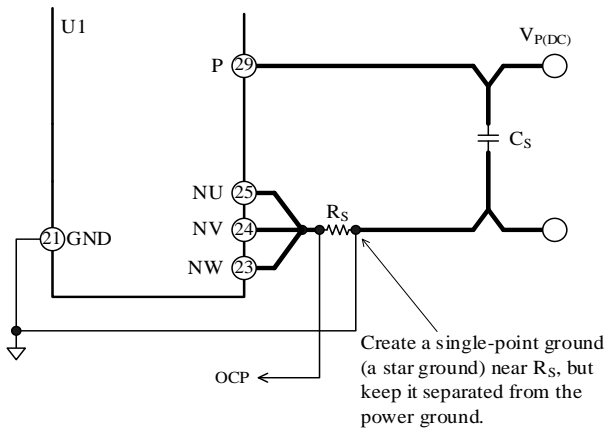 U1
V_P(DC)
P
29
C_S
NU
25
R_S
NV
24
21
GND
NW
23
OCP
Create a single-point ground
(a star ground) near R_S, but
keep it separated from the
power ground.